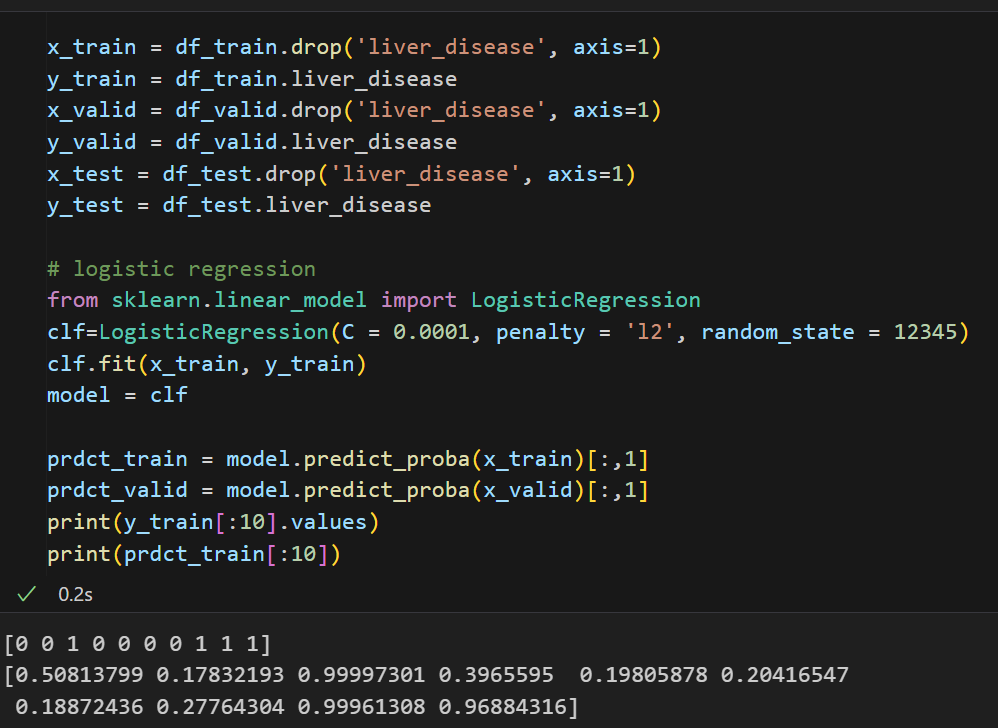 x_train = df_train.drop('liver_disease', axis=1)
y_train = df_train.liver_disease
x_valid = df_valid.drop('liver_disease', axis=1)
y_valid = df_valid.liver_disease
x_test = df_test.drop('liver_disease', axis=1)
y_test = df_test.liver_disease
# logistic regression
from sklearn.linear_model import LogisticRegression
clf=LogisticRegression(C = 0.0001, penalty = 'l2', random_state = 12345)
clf.fit(x_train, y_train)
model = clf
prdct_train = model.predict_proba(x_train)[:,1]
prdct_valid = model.predict_proba(x_valid)[:,1]
print(y_train[:10].values)
print(prdct_train[:10])
✓ 0.2s
[0 0 1 0 0 0 0 1 1 1]
[0.50813799 0.17832193 0.99997301 0.3965595  0.19805878 0.20416547
 0.18872436 0.27764304 0.99961308 0.96884316]